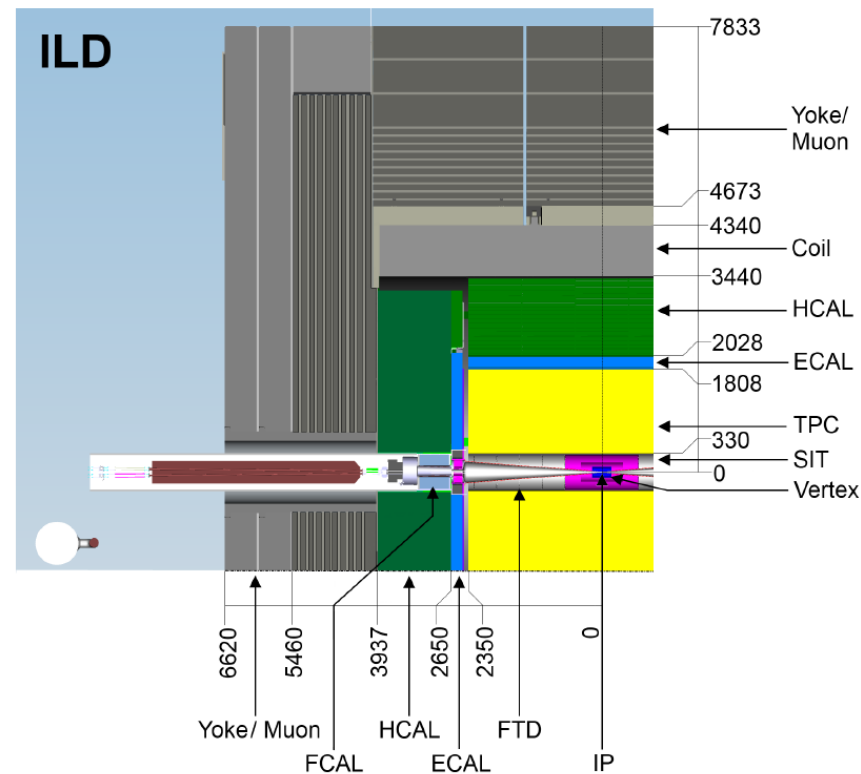 ILD
7833
Yoke/
Muon
4673
4340
Coil
3440
HCAL
2028
ECAL
1808
TPC
330
SIT
0
Vertex
6620
5460
3937
2650
2350
0
Yoke/ Muon
HCAL
FTD
FCAL
ECAL
IP